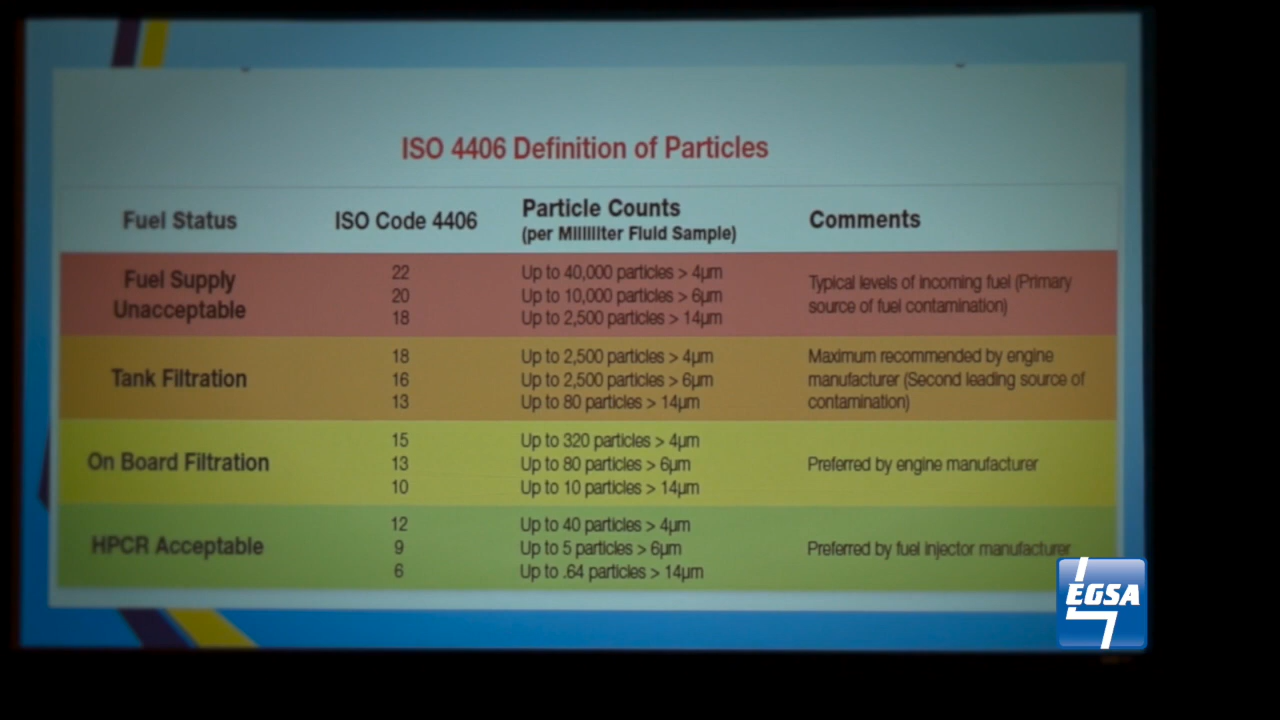 ISO 4406 Definition of Particles
Fuel Status
ISO Code 4406
Particle Counts
(per Milliliter Fluid Sample)
Comments
Fuel Supply
Unacceptable
22
20
18
Up to 40,000 particles > 4µm
Up to 10,000 particles > 6µm
Up to 2,500 particles > 14µm
Typical levels of incoming fuel (Primary
source of fuel contamination)
Tank Filtration
18
16
13
Up to 2,500 particles > 4µm
Up to 2,500 particles > 6µm
Up to 80 particles > 14µm
Maximum recommended by engine
manufacturer (Second leading source of
contamination)
On Board Filtration
15
13
10
Up to 320 particles > 4µm
Up to 80 particles > 6µm
Up to 10 particles > 14µm
Preferred by engine manufacturer
HPCR Acceptable
12
9
6
Up to 40 particles > 4µm
Up to 5 particles > 6µm
Up to .64 particles > 14µm
Preferred by fuel injector manufacturer
EGSA